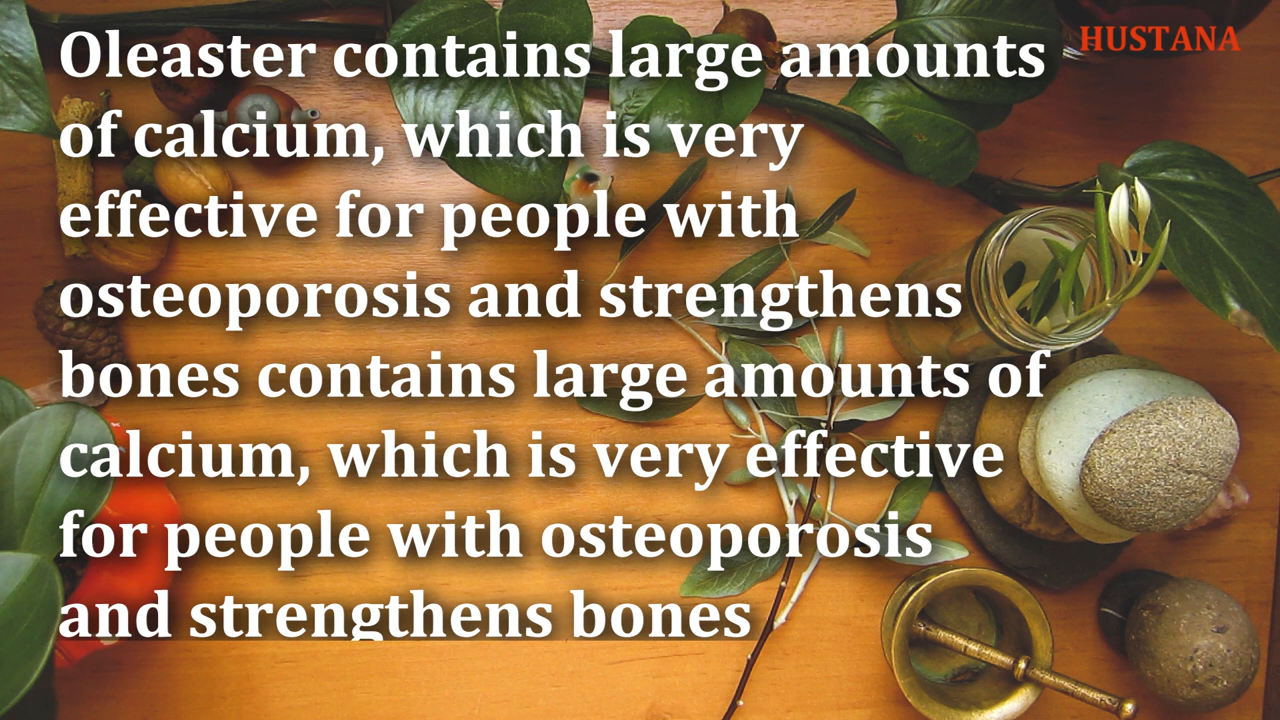 Oleaster contains large amounts
of calcium, which is very
effective for people with
osteoporosis and strengthens
bones contains large amounts of
calcium, which is very effective
for people with osteoporosis
and strengthens bones
HUSTANA